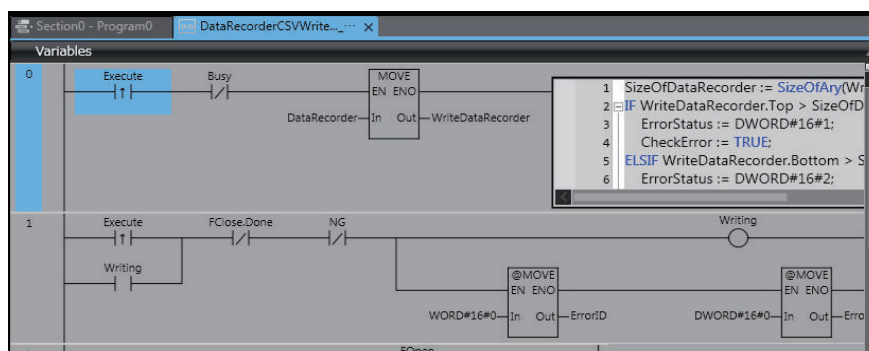 Section0 - Program0 DataRecorderCSVWrite..._...
Variables
0
Execute Busy MOVE
EN ENO
DataRecorder In Out WriteDataRecorder
1 SizeOfDataRecorder := SizeOfAry(Wr
2 IF WriteDataRecorder.Top > SizeOfD
3 ErrorStatus := DWORD#16#1;
4 CheckError := TRUE;
5 ELSIF WriteDataRecorder.Bottom > S
6 ErrorStatus := DWORD#16#2;
1
Execute FClose.Done NG Writing
Writing
@MOVE @MOVE
EN ENO EN ENO
WORD#16#0 In Out ErrorID DWORD#16#0 In Out Erro
FOpen